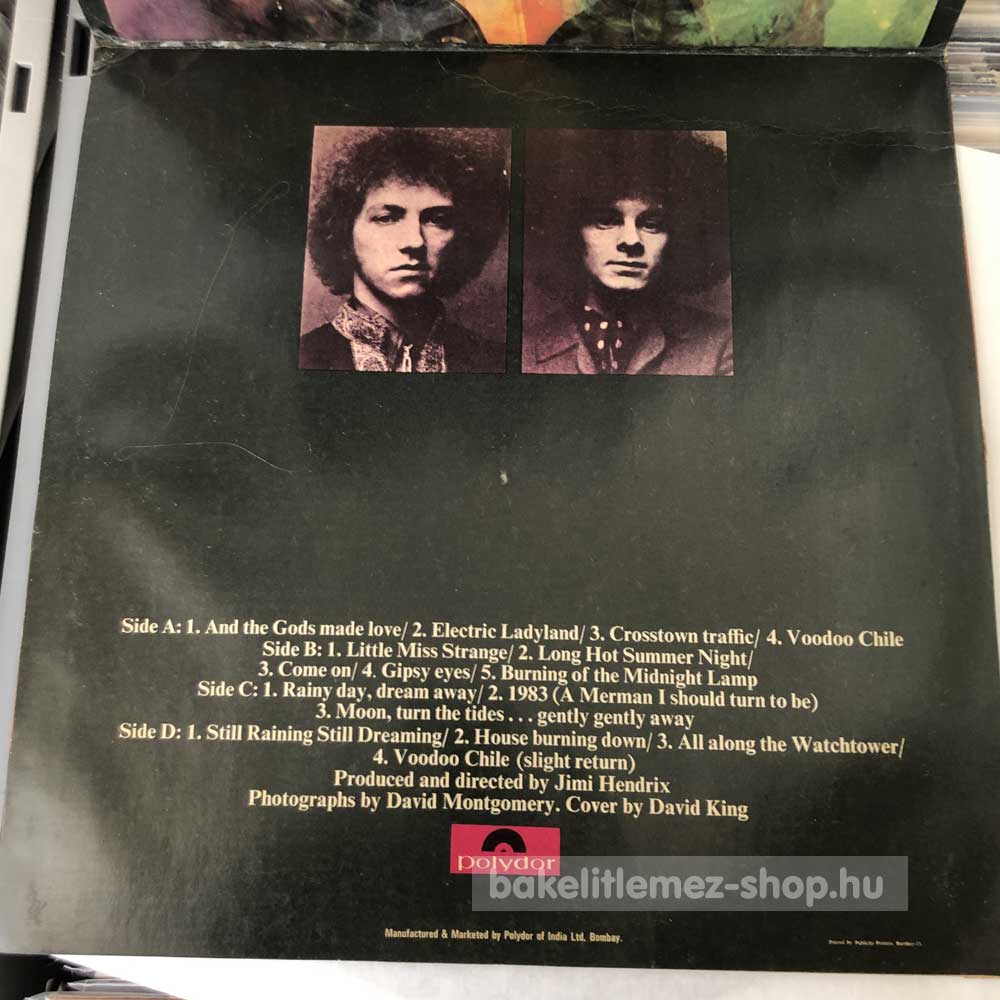 Side A: 1. And the Gods made love/ 2. Electric Ladyland/ 3. Crosstown traffic/ 4. Voodoo Chile
Side B: 1. Little Miss Strange/ 2. Long Hot Summer Night/
3. Come on/ 4. Gipsy eyes/ 5. Burning of the Midnight Lamp
Side C: 1. Rainy day, dream away/ 2. 1983 (A Merman I should turn to be)
3. Moon, turn the tides ... gently gently away
Side D: 1. Still Raining Still Dreaming/ 2. House burning down/ 3. All along the Watchtower/
4. Voodoo Chile (slight return)
Produced and directed by Jimi Hendrix
Photographs by David Montgomery. Cover by David King
polydor
bakelitlemez-shop.hu
Manufactured & Marketed by Polydor of India Ltd. Bombay.
Printed by